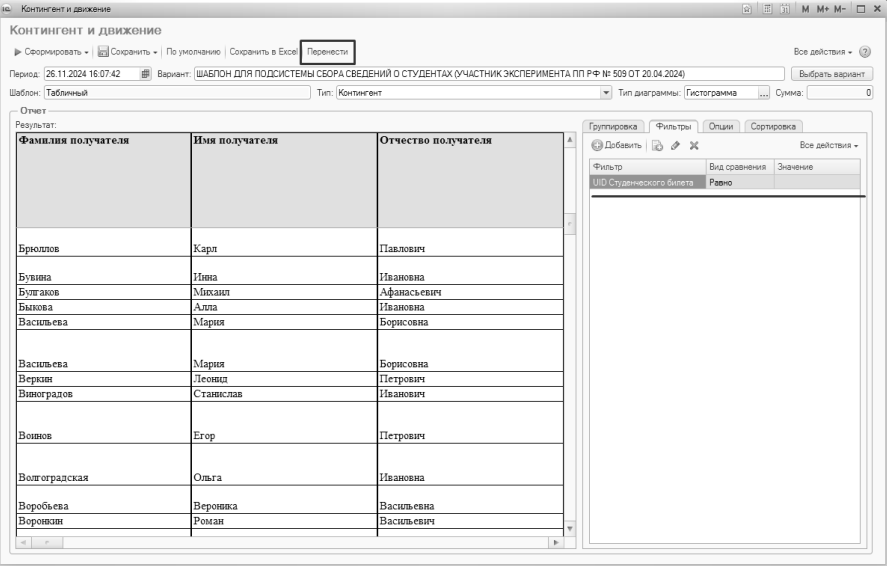 1С Контингент и движение M M+ M-
Контингент и движение
Сформировать Сохранить По умолчанию Сохранить в Excel Перенести Все действия ?
Период: 26.11.2024 16:07:42 Вариант: ШАБЛОН ДЛЯ ПОДСИСТЕМЫ СБОРА СВЕДЕНИЙ О СТУДЕНТАХ (УЧАСТНИК ЭКСПЕРИМЕНТА ПП РФ № 509 ОТ 20.04.2024) Выбрать вариант
Шаблон: Табличный Тип: Контингент Тип диаграммы: Гистограмма ... Сумма: 0
Отчет
Результат:
Фамилия получателя Имя получателя Отчество получателя
Брюллов Карл Павлович
Бувина Инна Ивановна
Булгаков Михаил Афанасьевич
Быкова Алла Ивановна
Васильева Мария Борисовна
Васильева Мария Борисовна
Веркин Леонид Петрович
Виноградов Станислав Иванович
Воинов Егор Петрович
Волгоградская Ольга Ивановна
Воробьева Вероника Васильевна
Воронкин Роман Васильевич
Группировка Фильтры Опции Сортировка
Добавить Все действия
Фильтр Вид сравнения Значение
UID Студенческого билета Равно